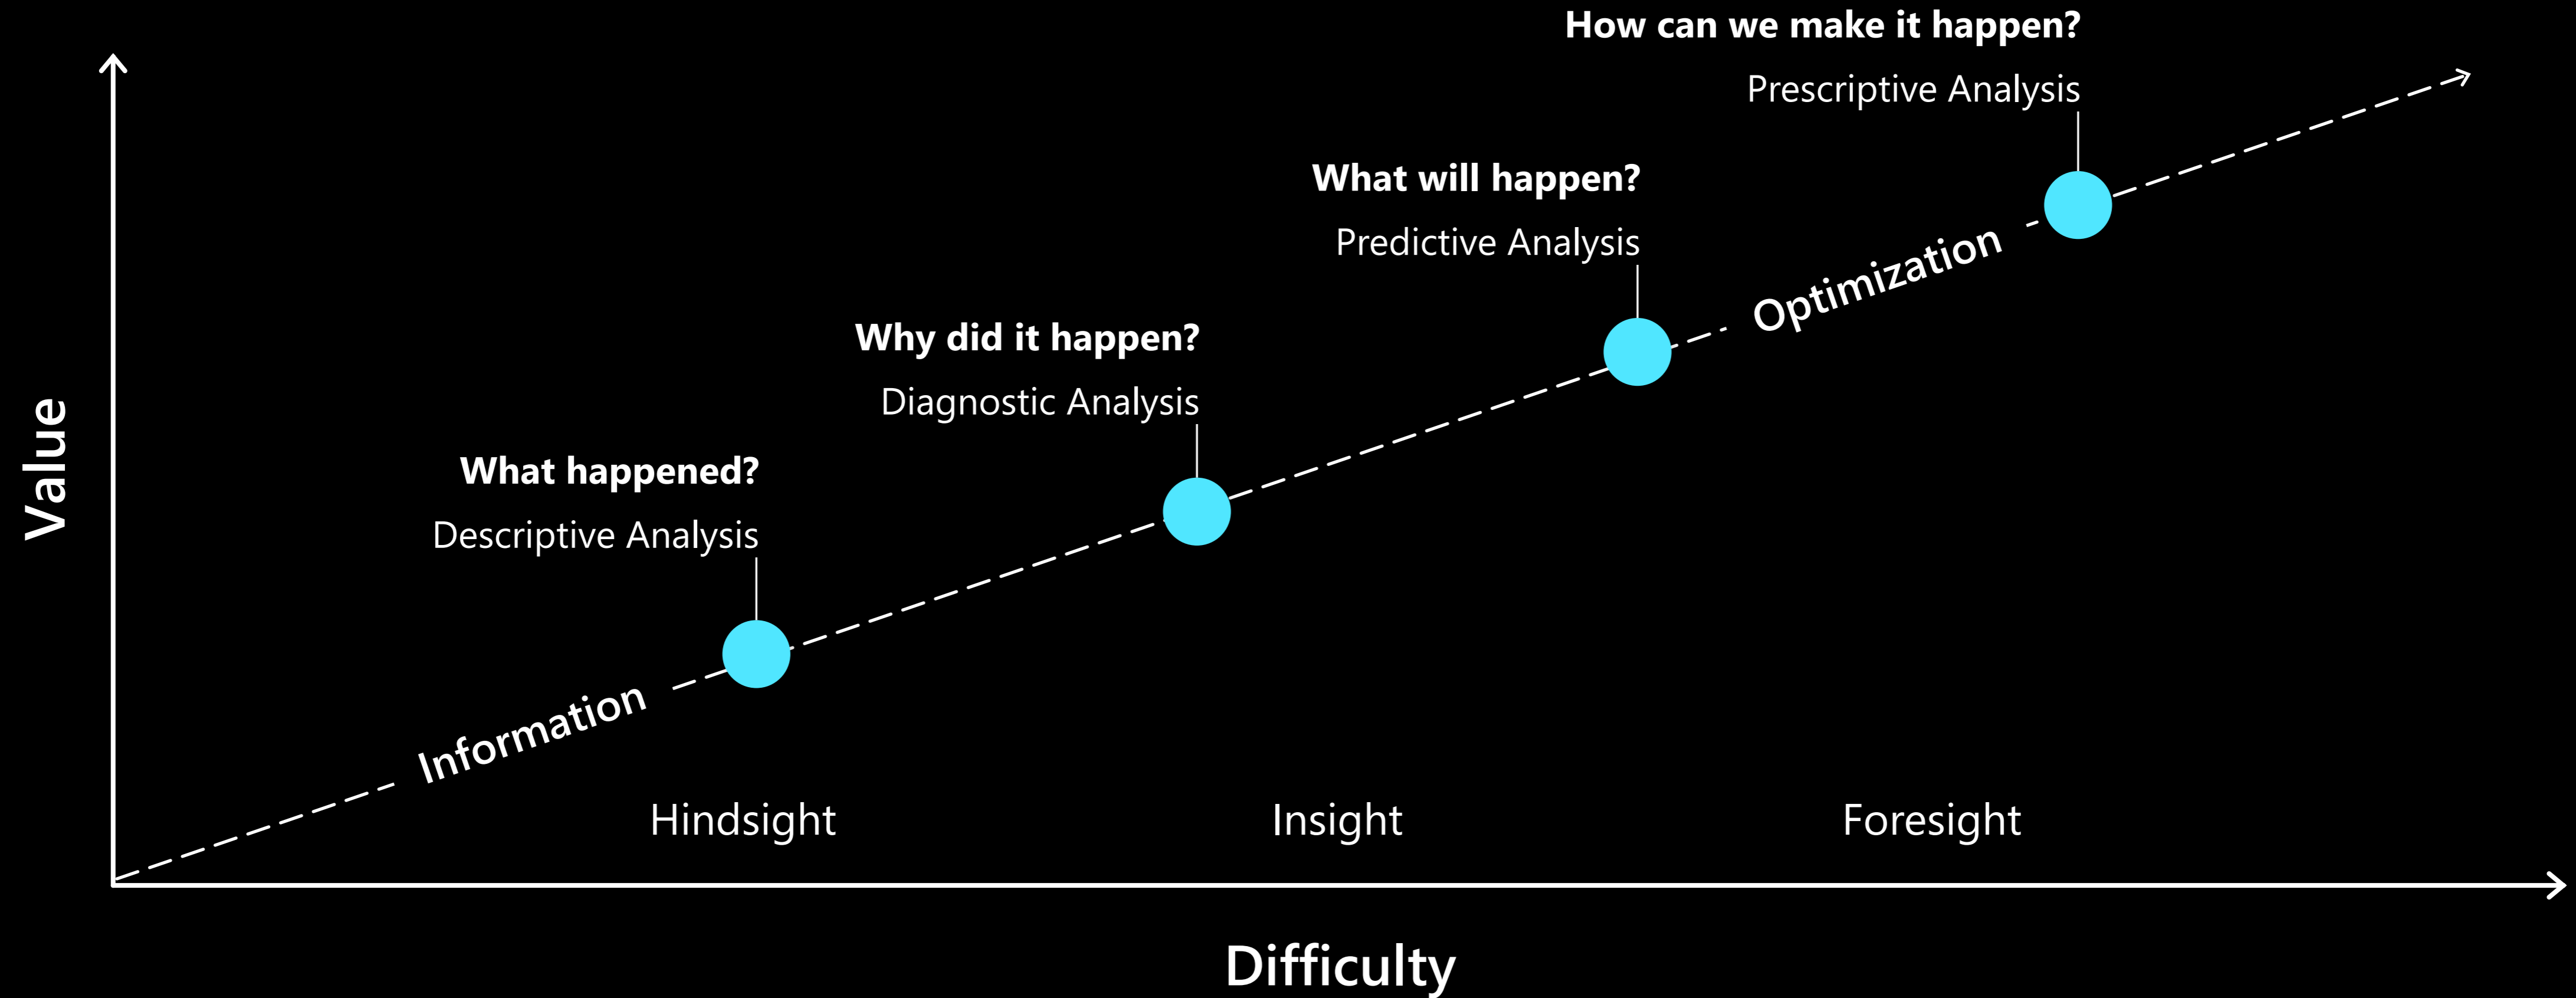 How can we make it happen?
Prescriptive Analysis
What will happen?
Predictive Analysis
Optimization
Why did it happen?
Diagnostic Analysis
Value
What happened?
Descriptive Analysis
Information
Hindsight
Insight
Foresight
Difficulty